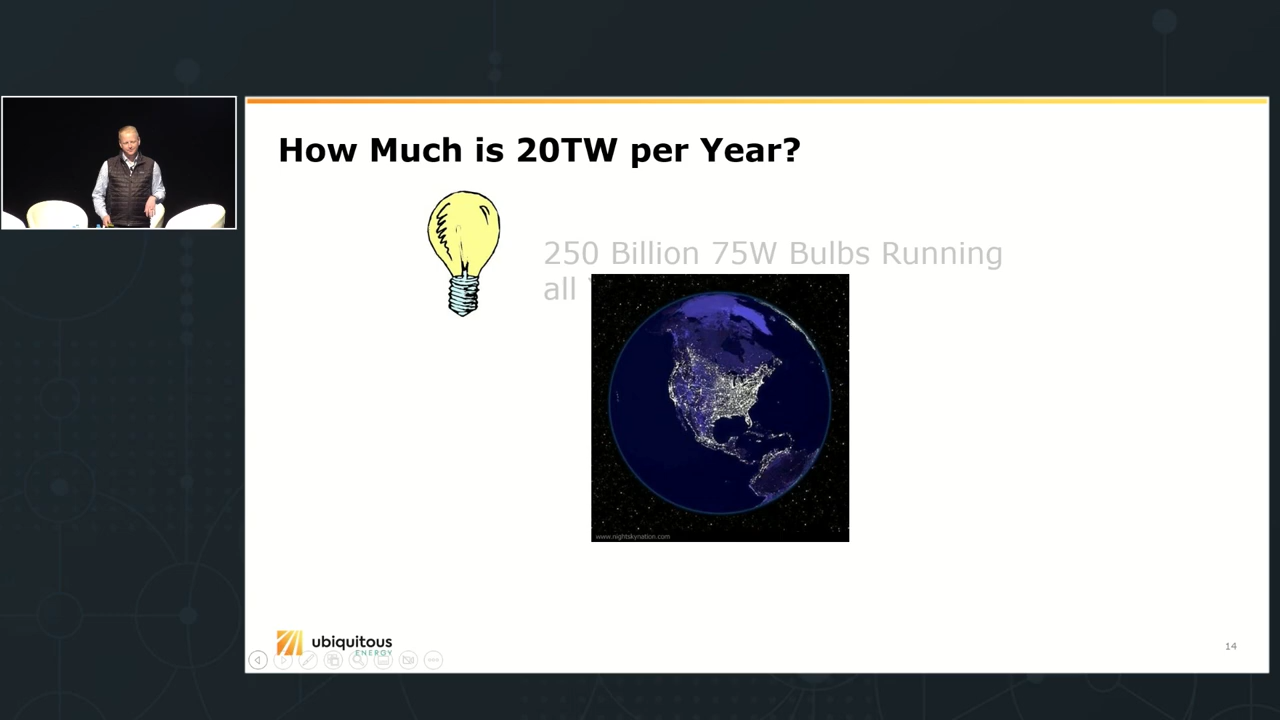 How Much is 20TW per Year?
250 Billion 75W Bulbs Running
all
www.nightskynation.com
ubiquitous
ENERGY
14